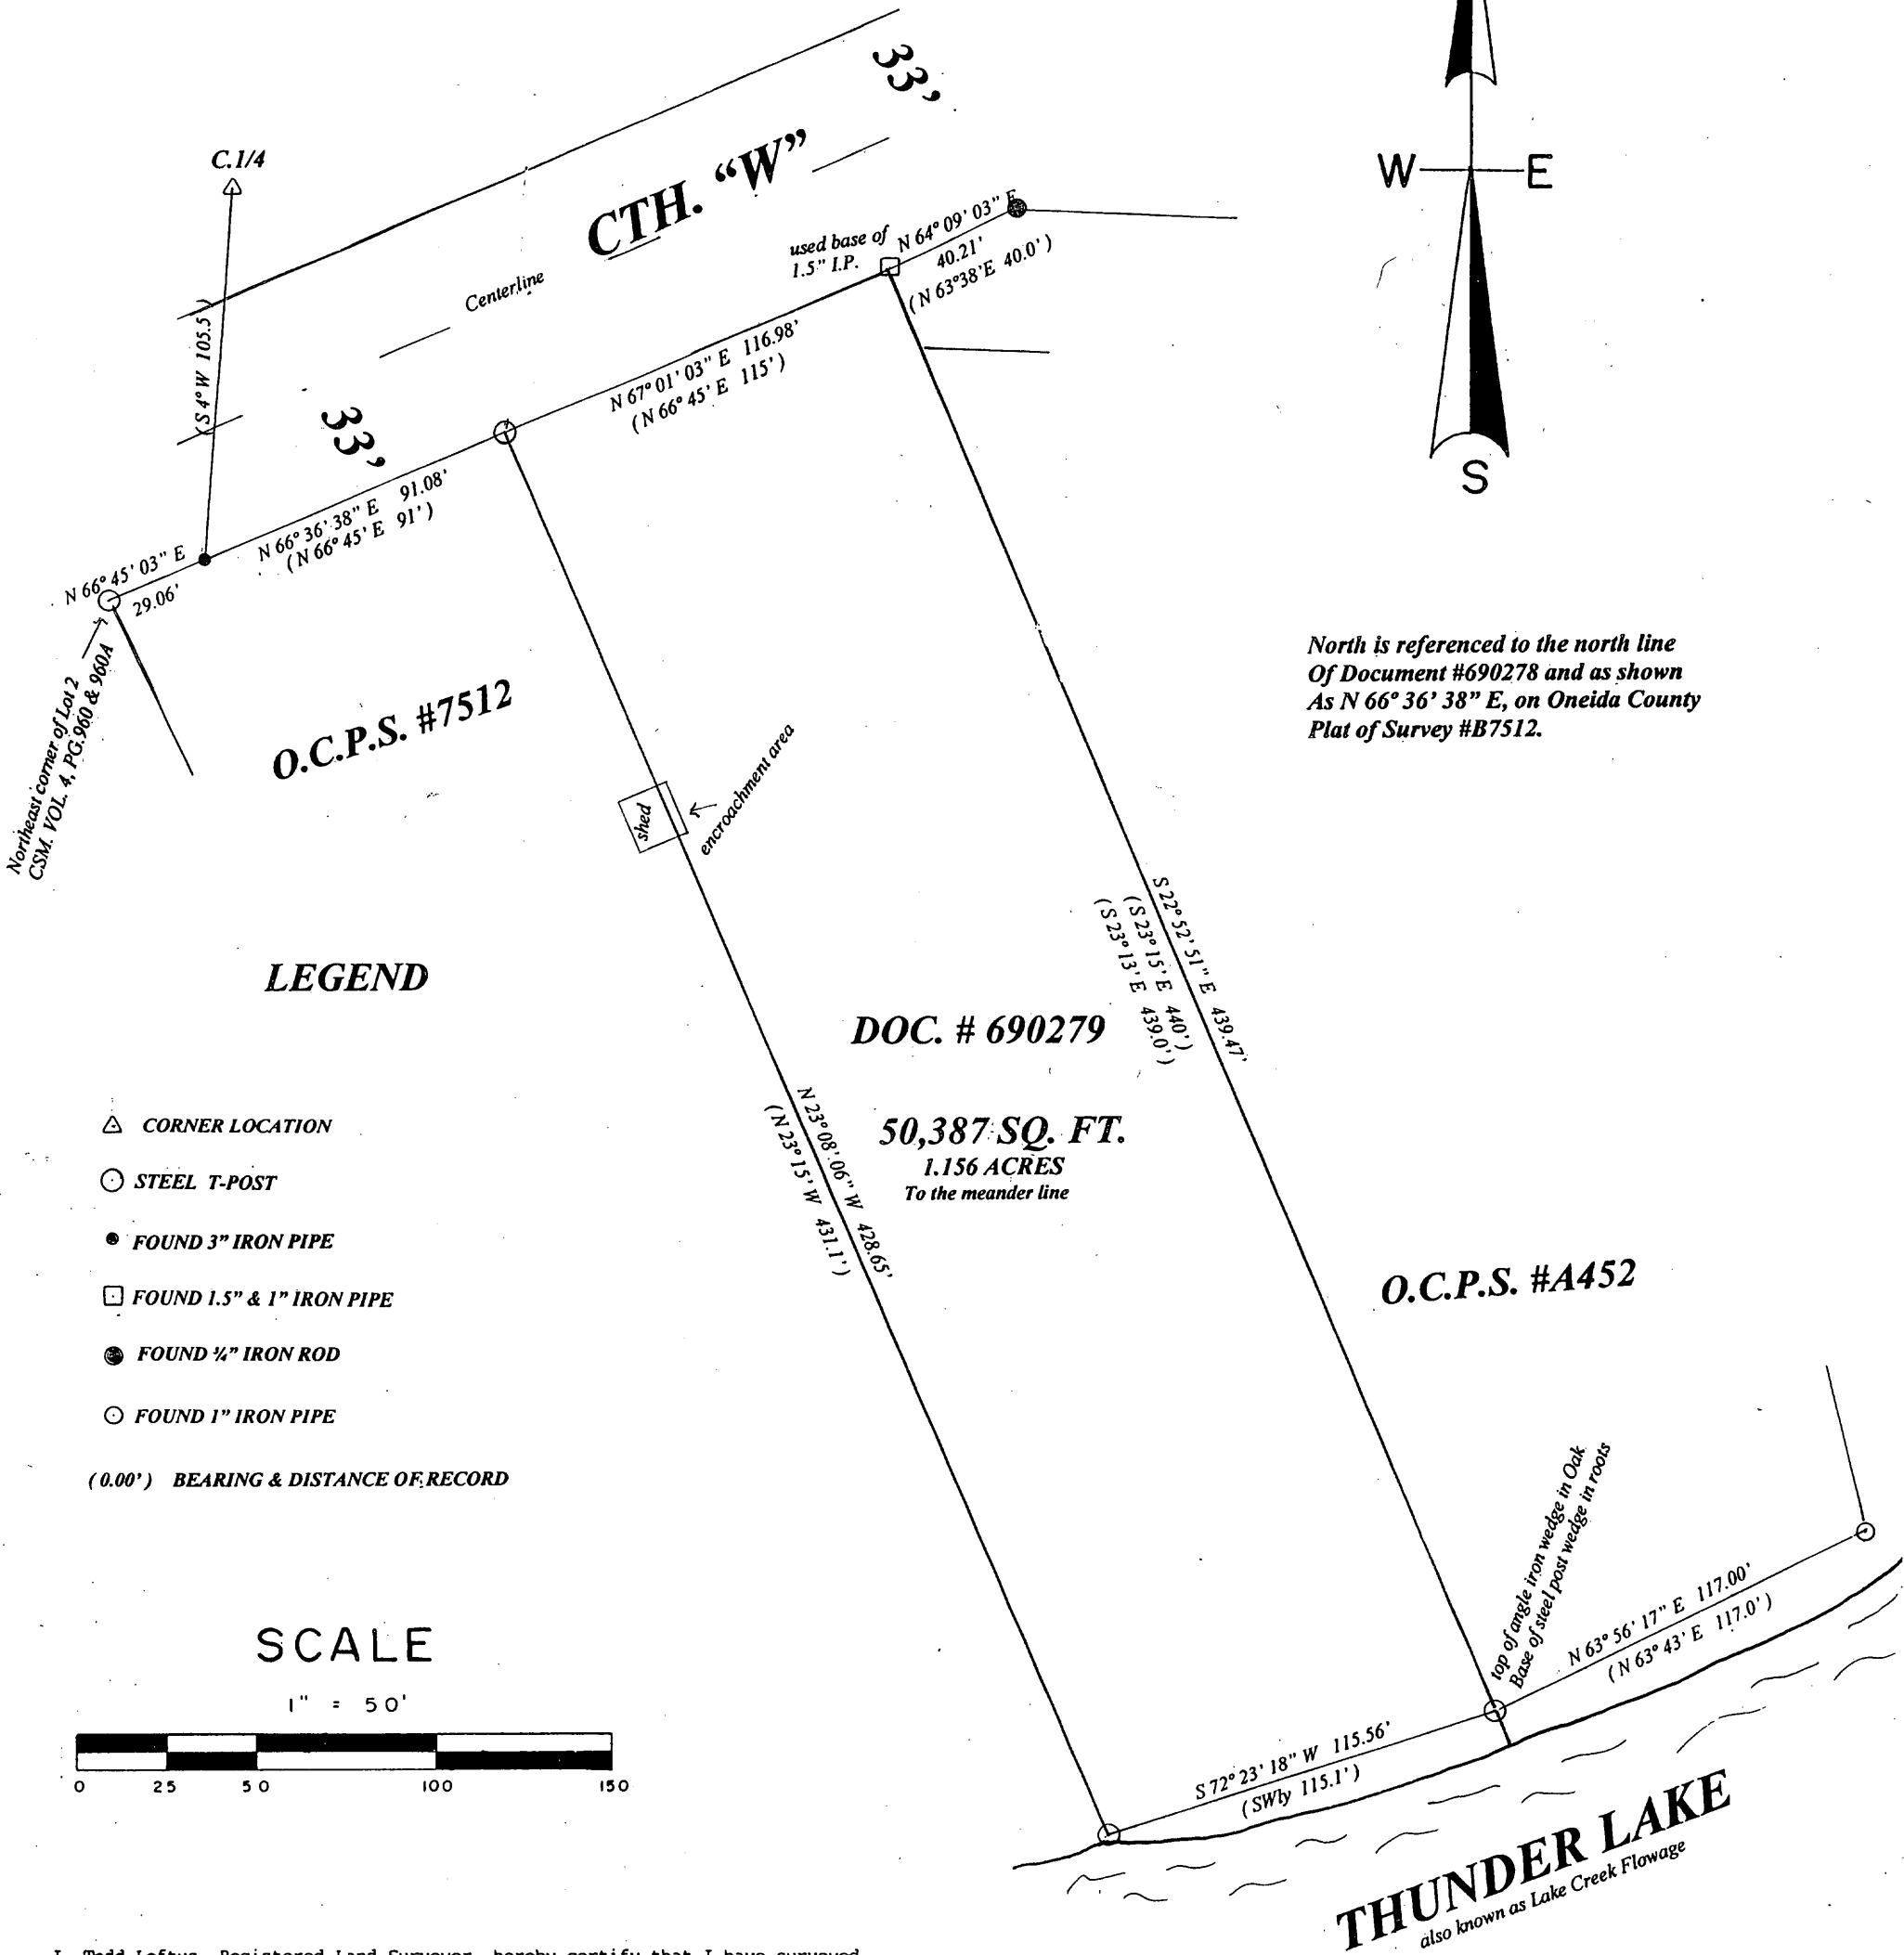 33'
CTH. “W”
C.1/4
W
E
S
used base of
1.5” I.P.
N 64° 09' 03” E
40.21'
( N 63°38'E 40.0' )
Centerline
( S 4° W 105.5 )
N 67° 01' 03” E 116.98'
( N 66° 45' E 115' )
33'
N 66° 36' 38” E 91.08'
( N 66° 45' E 91' )
N 66° 45' 03” E
29.06'
Northeast corner of Lot 2
CSM. VOL. 4, PG.960 & 960A
O.C.P.S. #7512
North is referenced to the north line
Of Document #690278 and as shown
As N 66° 36' 38” E, on Oneida County
Plat of Survey #B7512.
shed
encroachment area
S 22° 52' 51” E 439.47'
( S 23° 15' E 440' )
( S 23° 13' E 439.0' )
DOC. # 690279
50,387 SQ. FT.
1.156 ACRES
To the meander line
N 23° 08' 06” W 428.65'
( N 23° 15' W 431.1' )
O.C.P.S. #A452
LEGEND
CORNER LOCATION
STEEL T-POST
FOUND 3” IRON PIPE
FOUND 1.5” & 1” IRON PIPE
FOUND ¾” IRON ROD
FOUND 1” IRON PIPE
( 0.00' ) BEARING & DISTANCE OF RECORD
top of angle iron wedge in Oak
Base of steel post wedge in roots
N 63° 56' 17” E 117.00'
( N 63° 43' E 117.0' )
S 72° 23' 18” W 115.56'
( SWly 115.1' )
SCALE
1" = 50'
0 25 50 100 150
THUNDER LAKE
also known as Lake Creek Flowage
I, Todd Loftus, Registered Land Surveyor, hereby certify that I have surveyed